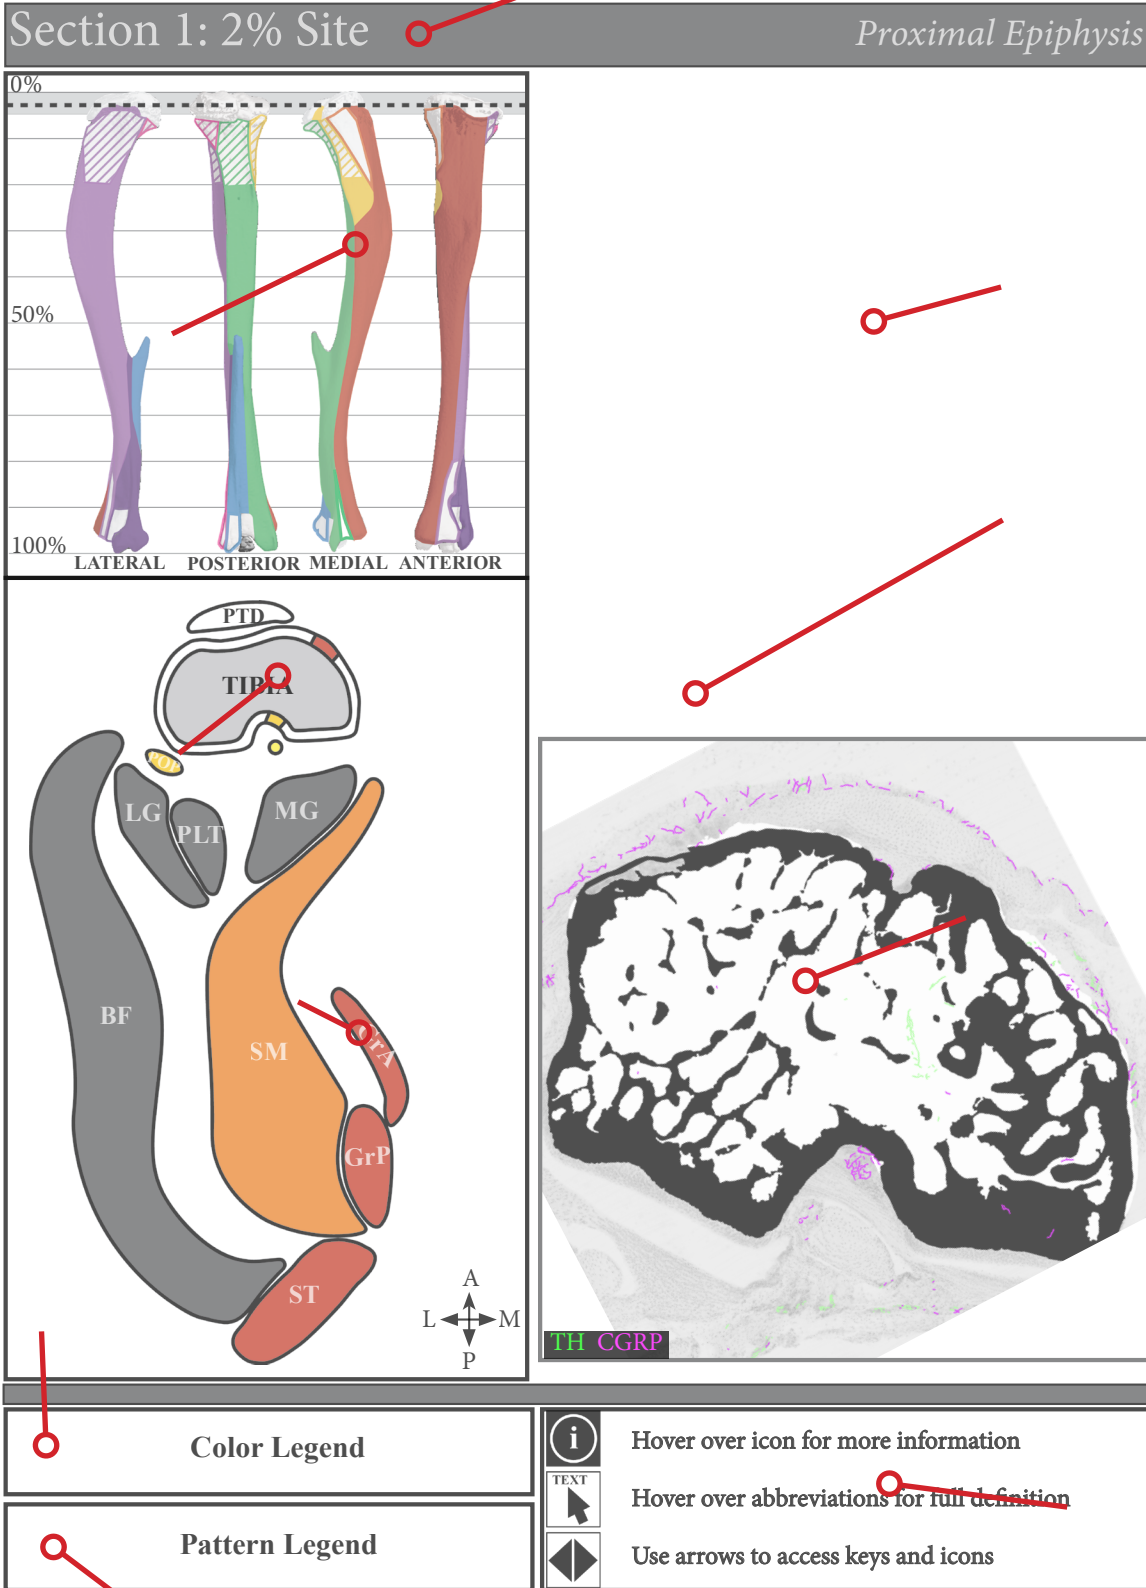 Section 1: 2% Site
Proximal Epiphysis
0%
50%
100%
LATERAL POSTERIOR MEDIAL ANTERIOR
PTD
TIBIA
POP
LG
PLT
MG
BF
SM
GrA
GrP
ST
A
L M
P
TH CGRP
Color Legend
Pattern Legend
i
Hover over icon for more information
TEXT
Hover over abbreviations for full definition
Use arrows to access keys and icons